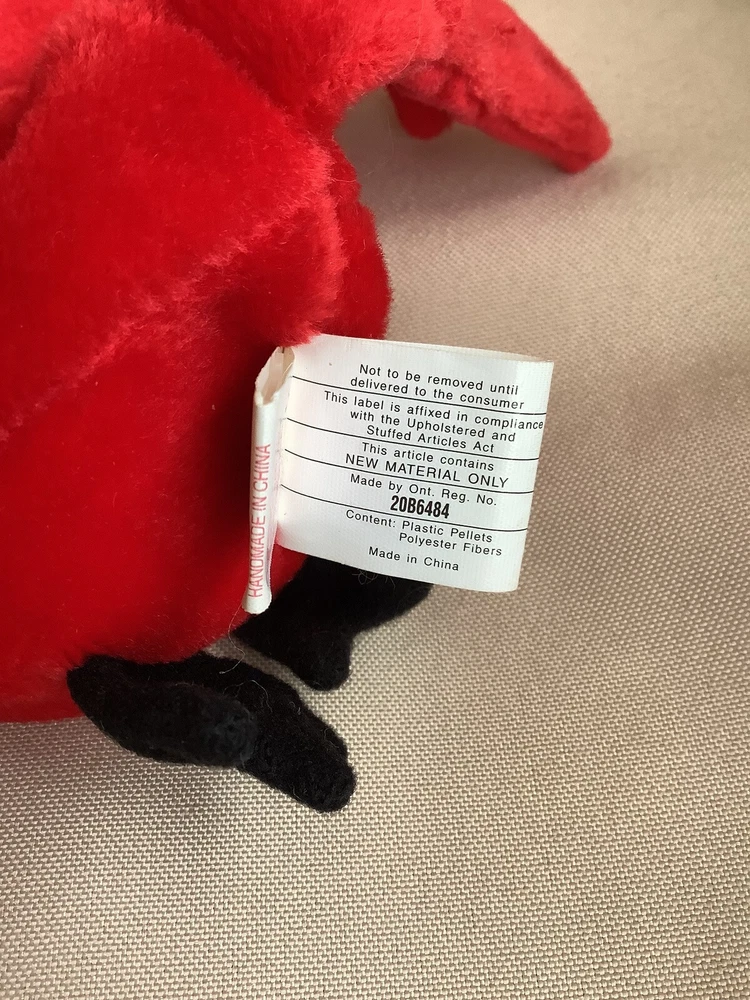 HANDMADE IN CHINA
Not to be removed until
delivered to the consumer
This label is affixed in compliance
with the Upholstered and
Stuffed Articles Act
This article contains
NEW MATERIAL ONLY
Made by Ont. Reg. No.
20B6484
Content: Plastic Pellets
Polyester Fibers
Made in China